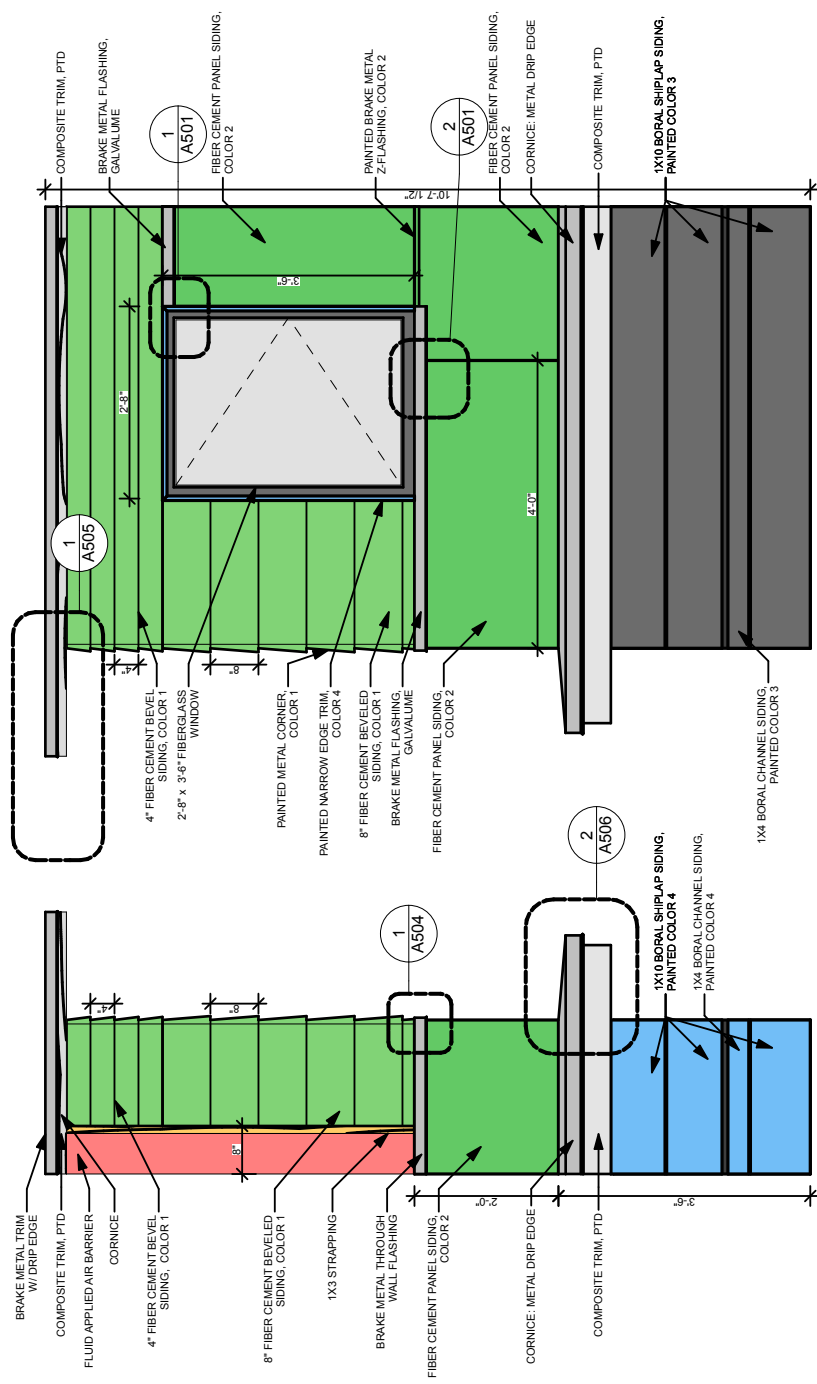 BRAKE METAL TRIM
W/ DRIP EDGE
COMPOSITE TRIM, PTD
FLUID APPLIED AIR BARRIER
CORNICE
4" FIBER CEMENT BEVEL
SIDING, COLOR 1
8" FIBER CEMENT BEVELED
SIDING, COLOR 1
1X3 STRAPPING
BRAKE METAL THROUGH
WALL FLASHING
FIBER CEMENT PANEL SIDING,
COLOR 2
CORNICE: METAL DRIP EDGE
COMPOSITE TRIM, PTD
8"
2'-0"
3'-6"
4"
8"
1
A504
2
A506
1X10 BORAL SHIPLAP SIDING,
PAINTED COLOR 4
1X4 BORAL CHANNEL SIDING,
PAINTED COLOR 4
1
A505
4"
8"
4" FIBER CEMENT BEVEL
SIDING, COLOR 1
2'-8" x 3'-6" FIBERGLASS
WINDOW
PAINTED METAL CORNER,
COLOR 1
PAINTED NARROW EDGE TRIM,
COLOR 4
8" FIBER CEMENT BEVELED
SIDING, COLOR 1
BRAKE METAL FLASHING,
GALVALUME
FIBER CEMENT PANEL SIDING,
COLOR 2
1X4 BORAL CHANNEL SIDING,
PAINTED COLOR 3
2'-8"
3'-6"
4'-0"
10'-7 1/2"
COMPOSITE TRIM, PTD
BRAKE METAL FLASHING,
GALVALUME
1
A501
FIBER CEMENT PANEL SIDING,
COLOR 2
PAINTED BRAKE METAL
Z-FLASHING, COLOR 2
2
A501
FIBER CEMENT PANEL SIDING,
COLOR 2
CORNICE: METAL DRIP EDGE
COMPOSITE TRIM, PTD
1X10 BORAL SHIPLAP SIDING,
PAINTED COLOR 3